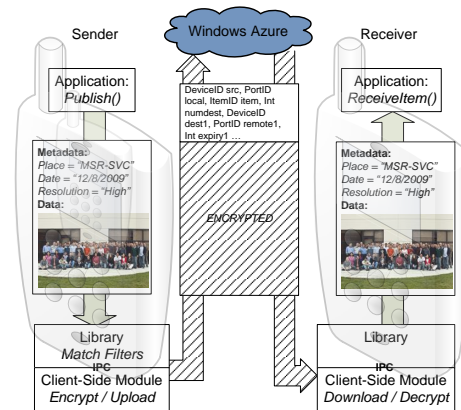 Sender
Windows Azure
Receiver
Application:
Publish()
DeviceID src, PortID
local, ItemID item, Int
numdest, DeviceID
dest1, PortID remote1,
Int expiry1 ...
Application:
ReceiveItem()
Metadata:
Place = "MSR-SVC"
Date = "12/8/2009"
Resolution = "High"
Data:
ENCRYPTED
Metadata:
Place = "MSR-SVC"
Date = "12/8/2009"
Resolution = "High"
Data:
Library
Match Filters
IPC
Client-Side Module
Encrypt / Upload
Library
IPC
Client-Side Module
Download / Decrypt